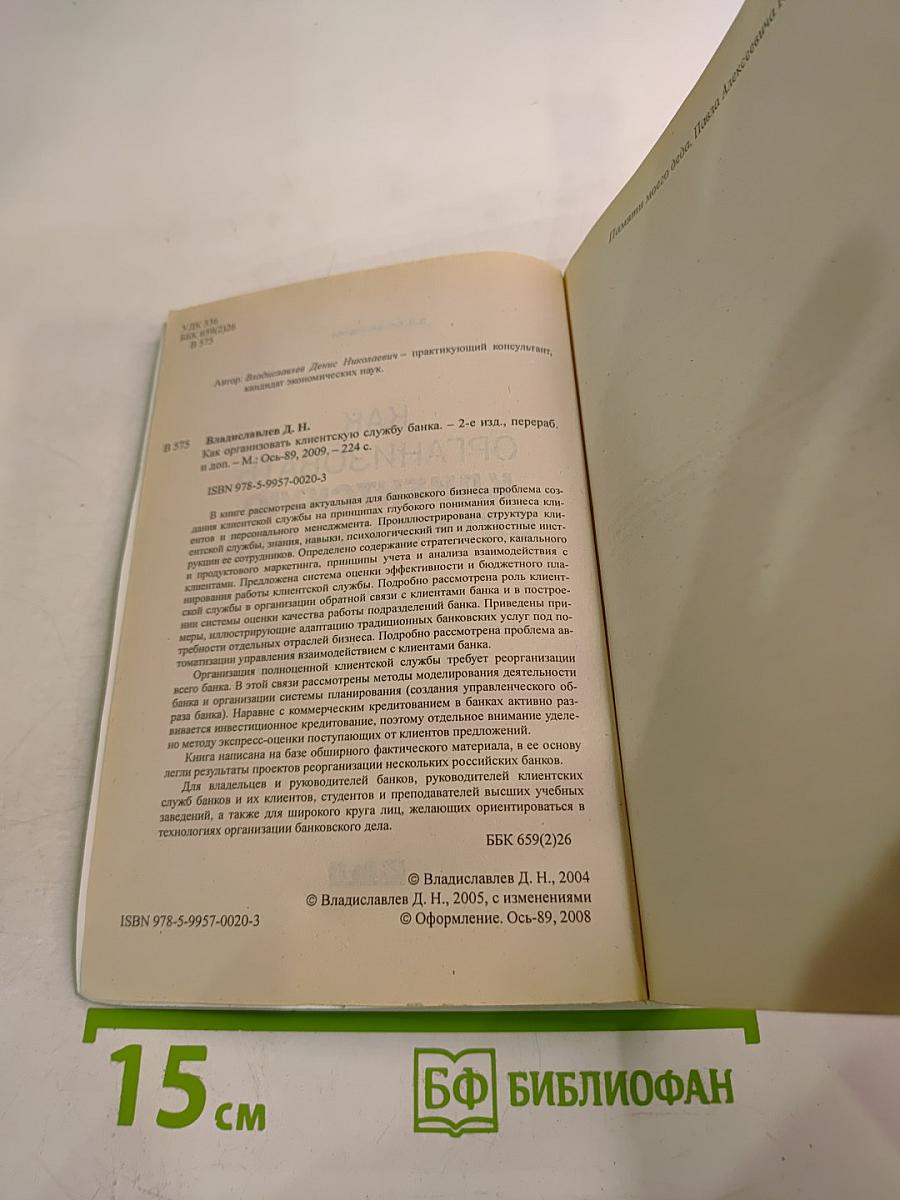 УДК 336
ББК 659(2)26
В 575
Автор: Владиславлев Денис Николаевич – практикующий консультант,
кандидат экономических наук.
Владиславлев Д. Н.
В 575 Как организовать клиентскую службу банка. – 2-е изд., перераб.
и доп. – М.: Ось-89, 2009. – 224 с.
ISBN 978-5-9957-0020-3
В книге рассмотрена актуальная для банковского бизнеса проблема соз-
дания клиентской службы на принципах глубокого понимания бизнеса кли-
ентов и персонального менеджмента. Проиллюстрирована структура кли-
ентской службы, знания, навыки, психологический тип и должностные инст-
рукции ее сотрудников. Определено содержание стратегического, канального
и продуктового маркетинга, принципы учета и анализа взаимодействия с
клиентами. Предложена система оценки эффективности и бюджетного пла-
нирования работы клиентской службы. Подробно рассмотрена роль клиент-
ской службы в организации обратной связи с клиентами банка и в построе-
нии системы оценки качества работы подразделений банка. Приведены при-
меры, иллюстрирующие адаптацию традиционных банковских услуг под по-
требности отдельных отраслей бизнеса. Подробно рассмотрена проблема ав-
томатизации управления взаимодействием с клиентами банка.
Организация полноценной клиентской службы требует реорганизации
всего банка. В этой связи рассмотрены методы моделирования деятельности
банка и организации системы планирования (создания управленческого об-
раза банка). Наравне с коммерческим кредитованием в банках активно раз-
вивается инвестиционное кредитование, поэтому отдельное внимание уделе-
но методу экспресс-оценки поступающих от клиентов предложений.
Книга написана на базе обширного фактического материала, в ее основу
легли результаты проектов реорганизации нескольких российских банков.
Для владельцев и руководителей банков, руководителей клиентских
служб банков и их клиентов, студентов и преподавателей высших учебных
заведений, а также для широкого круга лиц, желающих ориентироваться в
технологиях организации банковского дела.
ББК 659(2)26
© Владиславлев Д. Н., 2004
© Владиславлев Д. Н., 2005, с изменениями
ISBN 978-5-9957-0020-3 © Оформление. Ось-89, 2008
Памяти моего деда, Павла Алексеевича
15 см
БФ БИБЛИОФАН